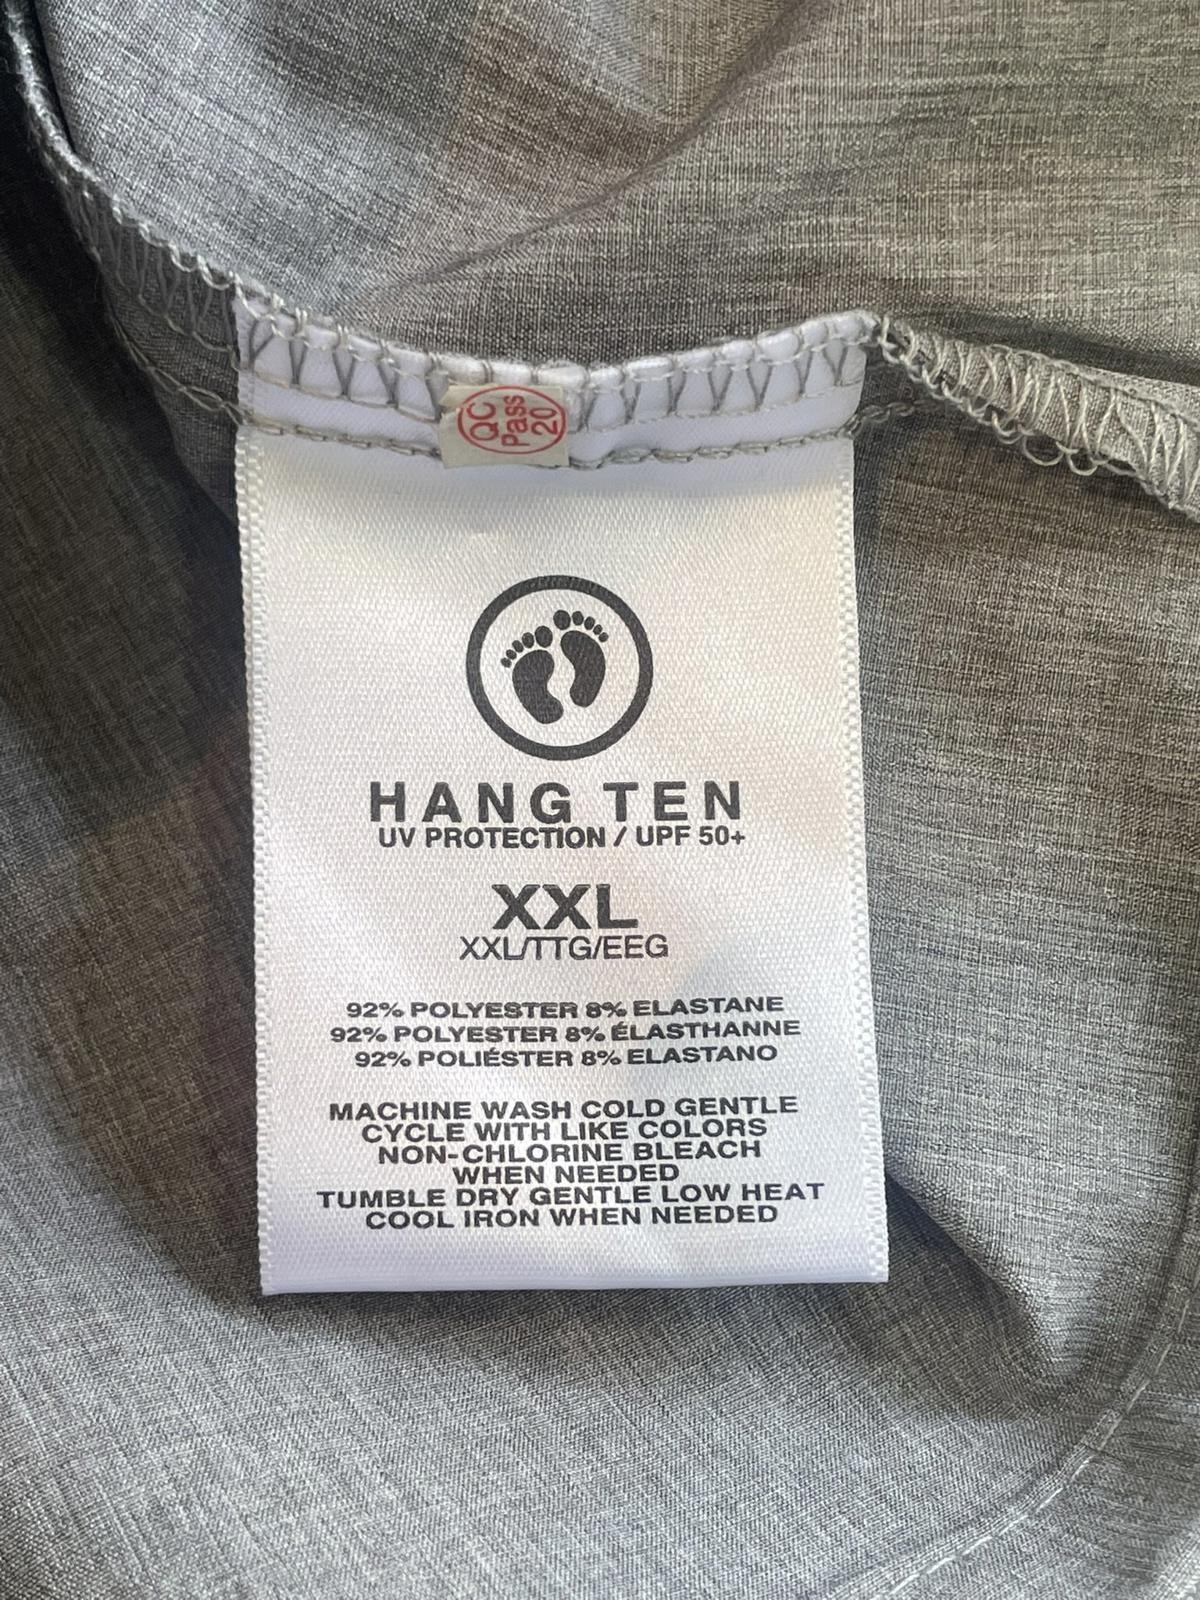 QC
Pass
20
HANG TEN
UV PROTECTION / UPF 50+
XXL
XXL/TTG/EEG
92% POLYESTER 8% ELASTANE
92% POLYESTER 8% ÉLASTHANNE
92% POLIÉSTER 8% ELASTANO
MACHINE WASH COLD GENTLE
CYCLE WITH LIKE COLORS
NON-CHLORINE BLEACH
WHEN NEEDED
TUMBLE DRY GENTLE LOW HEAT
COOL IRON WHEN NEEDED